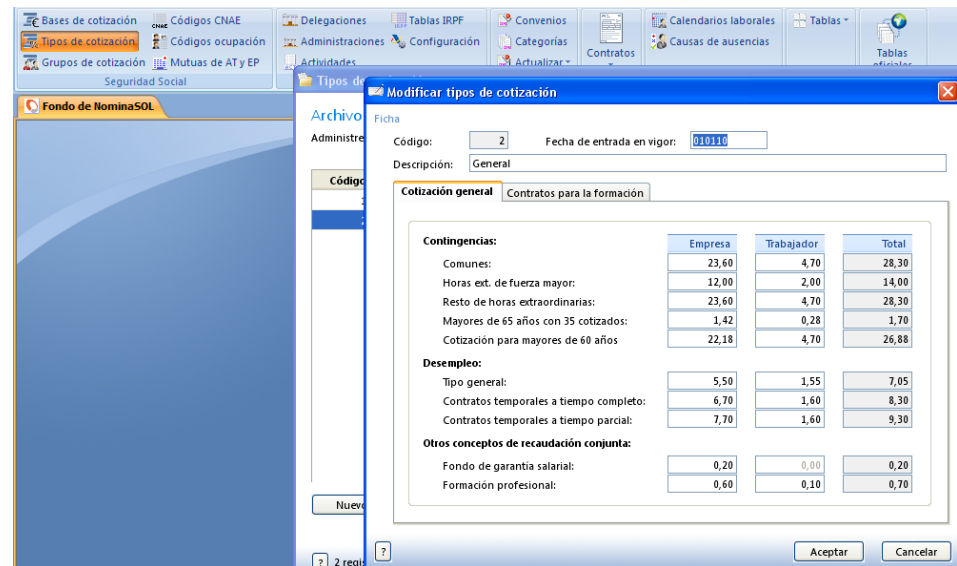 Bases de cotización
CNAE Códigos CNAE
Delegaciones
Tablas IRPF
Convenios
Calendarios laborales
Tablas
Tipos de cotización
Códigos ocupación
Administraciones
Configuración
Categorías
Contratos
Causas de ausencias
Tablas oficiales
Grupos de cotización
Mutuas de AT y EP
Actividades
Actualizar
Seguridad Social
Fondo de NominaSOL
Tipos de
Modificar tipos de cotización
Archivo
Administre
Código
Nuevo
? 2 regis
Ficha
Código: 2 Fecha de entrada en vigor: 010110
Descripción: General
Cotización general Contratos para la formación
Contingencias: Empresa Trabajador Total
Comunes: 23,60 4,70 28,30
Horas ext. de fuerza mayor: 12,00 2,00 14,00
Resto de horas extraordinarias: 23,60 4,70 28,30
Mayores de 65 años con 35 cotizados: 1,42 0,28 1,70
Cotización para mayores de 60 años 22,18 4,70 26,88
Desempleo:
Tipo general: 5,50 1,55 7,05
Contratos temporales a tiempo completo: 6,70 1,60 8,30
Contratos temporales a tiempo parcial: 7,70 1,60 9,30
Otros conceptos de recaudación conjunta:
Fondo de garantía salarial: 0,20 0,00 0,20
Formación profesional: 0,60 0,10 0,70
? Aceptar Cancelar